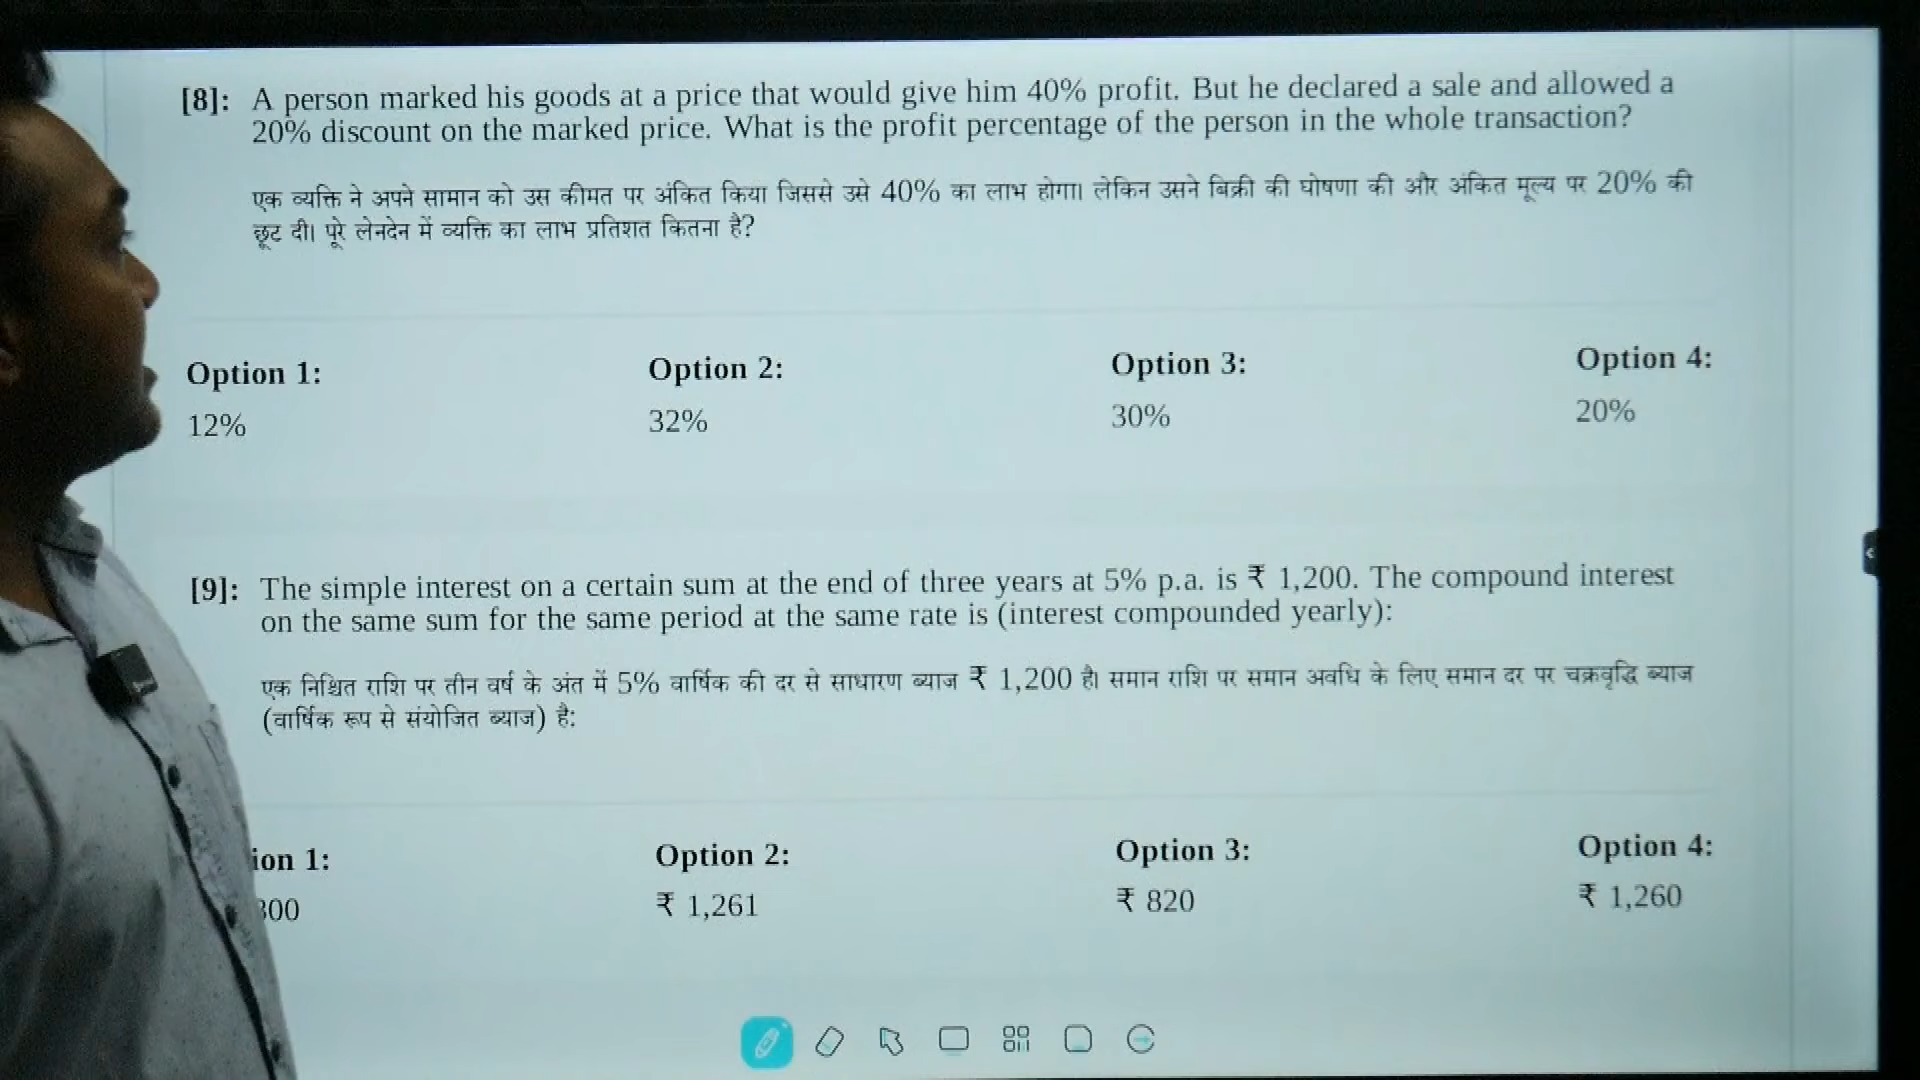 [8]: A person marked his goods at a price that would give him 40% profit. But he declared a sale and allowed a
20% discount on the marked price. What is the profit percentage of the person in the whole transaction?
एक व्यक्ति ने अपने सामान को उस कीमत पर अंकित किया जिससे उसे 40% का लाभ होगा। लेकिन उसने बिक्री की घोषणा की और अंकित मूल्य पर 20% की
छूट दी। पूरे लेनदेन में व्यक्ति का लाभ प्रतिशत कितना है?
Option 1: Option 2: Option 3: Option 4:
12% 32% 30% 20%
[9]: The simple interest on a certain sum at the end of three years at 5% p.a. is ₹ 1,200. The compound interest
on the same sum for the same period at the same rate is (interest compounded yearly):
एक निश्चित राशि पर तीन वर्ष के अंत में 5% वार्षिक की दर से साधारण ब्याज ₹ 1,200 है। समान राशि पर समान अवधि के लिए समान दर पर चक्रवृद्धि ब्याज
(वार्षिक रूप से संयोजित ब्याज) है:
ion 1: Option 2: Option 3: Option 4:
00 ₹ 1,261 ₹ 820 ₹ 1,260